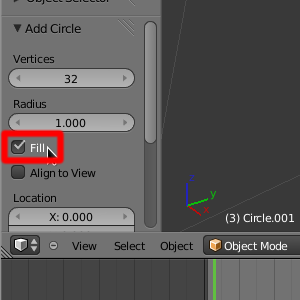 Object Selector
Add Circle
Vertices
32
Radius
1.000
Fill
Align to View
Location
X: 0.000
z
y
x
(3) Circle.001
View Select Object Object Mode